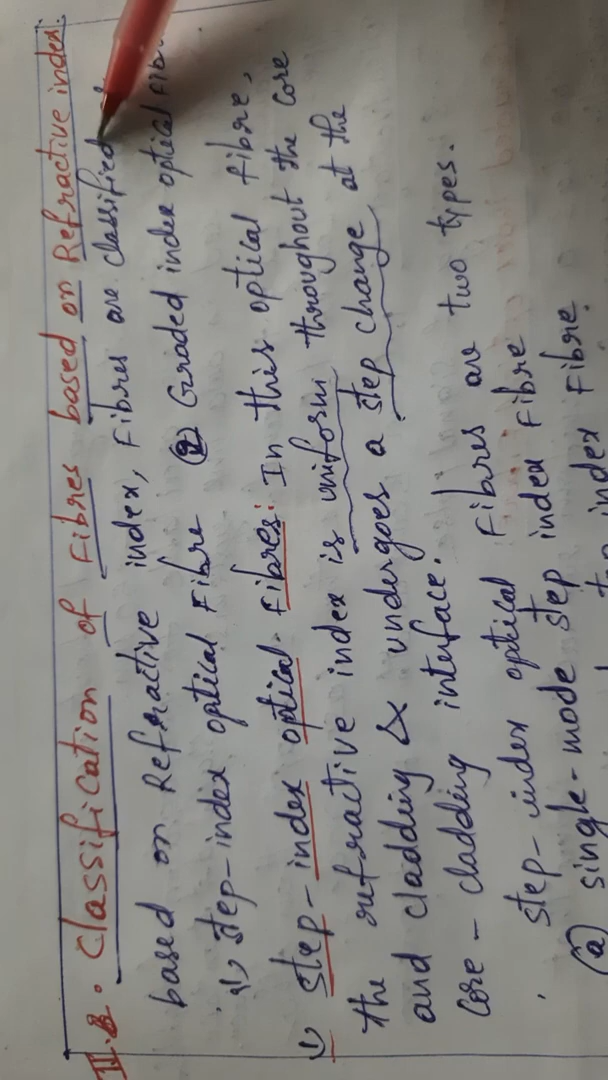 II.B. Classification of Fibres based on Refractive index:
based on Refractive index, Fibres are classified
1, Step-index optical Fibre ② Graded index optical
1) Step-index optical Fibres: In this optical fibre,
the refractive index is uniform throughout the core
and cladding & undergoes a step change at the
core-cladding interface.
step-index optical Fibres are two types.
(a) single-mode step index Fibre
index Fibre.